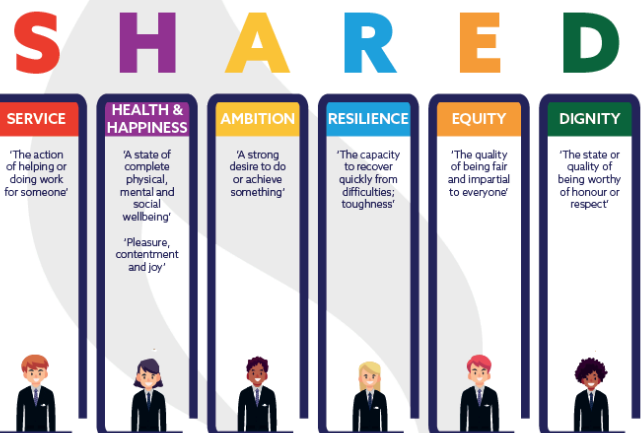 SHARED
SERVICE
'The action
of helping or
doing work
for someone'
HEALTH &
HAPPINESS
'A state of
complete
physical,
mental and
social
wellbeing'
'Pleasure,
contentment
and joy'
AMBITION
'A strong
desire to do
or achieve
something'
RESILIENCE
'The capacity
to recover
quickly from
difficulties;
toughness'
EQUITY
'The quality
of being fair
and impartial
to everyone'
DIGNITY
'The state or
quality of
being worthy
of honour or
respect'